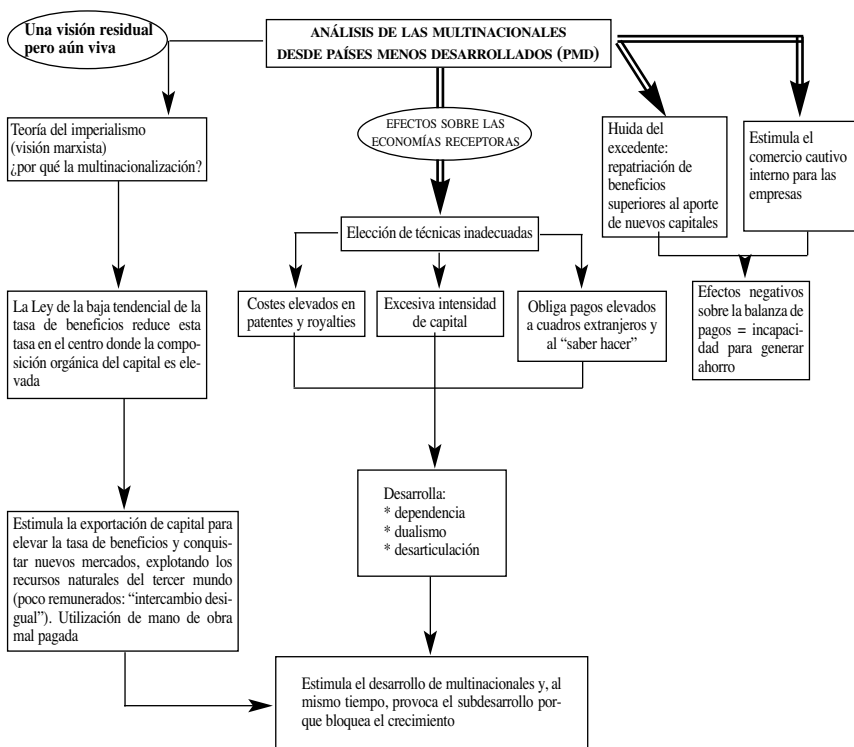 Una visión residual
pero aún viva
ANÁLISIS DE LAS MULTINACIONALES
DESDE PAÍSES MENOS DESARROLLADOS (PMD)
Teoría del imperialismo
(visión marxista)
¿por qué la multinacionalización?
EFECTOS SOBRE LAS
ECONOMÍAS RECEPTORAS
Huida del
excedente:
repatriación de
beneficios
superiores al aporte
de nuevos capitales
Estimula el
comercio cautivo
interno para las
empresas
Elección de técnicas inadecuadas
La Ley de la baja tendencial de la
tasa de beneficios reduce esta
tasa en el centro donde la compo-
sición orgánica del capital es ele-
vada
Costes elevados en
patentes y royalties
Excesiva intensidad
de capital
Obliga pagos elevados
a cuadros extranjeros y
al “saber hacer”
Efectos negativos
sobre la balanza de
pagos = incapaci-
dad para generar
ahorro
Desarrolla:
* dependencia
* dualismo
* desarticulación
Estimula la exportación de capital para
elevar la tasa de beneficios y conquis-
tar nuevos mercados, explotando los
recursos naturales del tercer mundo
(poco remunerados: “intercambio desi-
gual”). Utilización de mano de obra
mal pagada
Estimula el desarrollo de multinacionales y, al
mismo tiempo, provoca el subdesarrollo por-
que bloquea el crecimiento